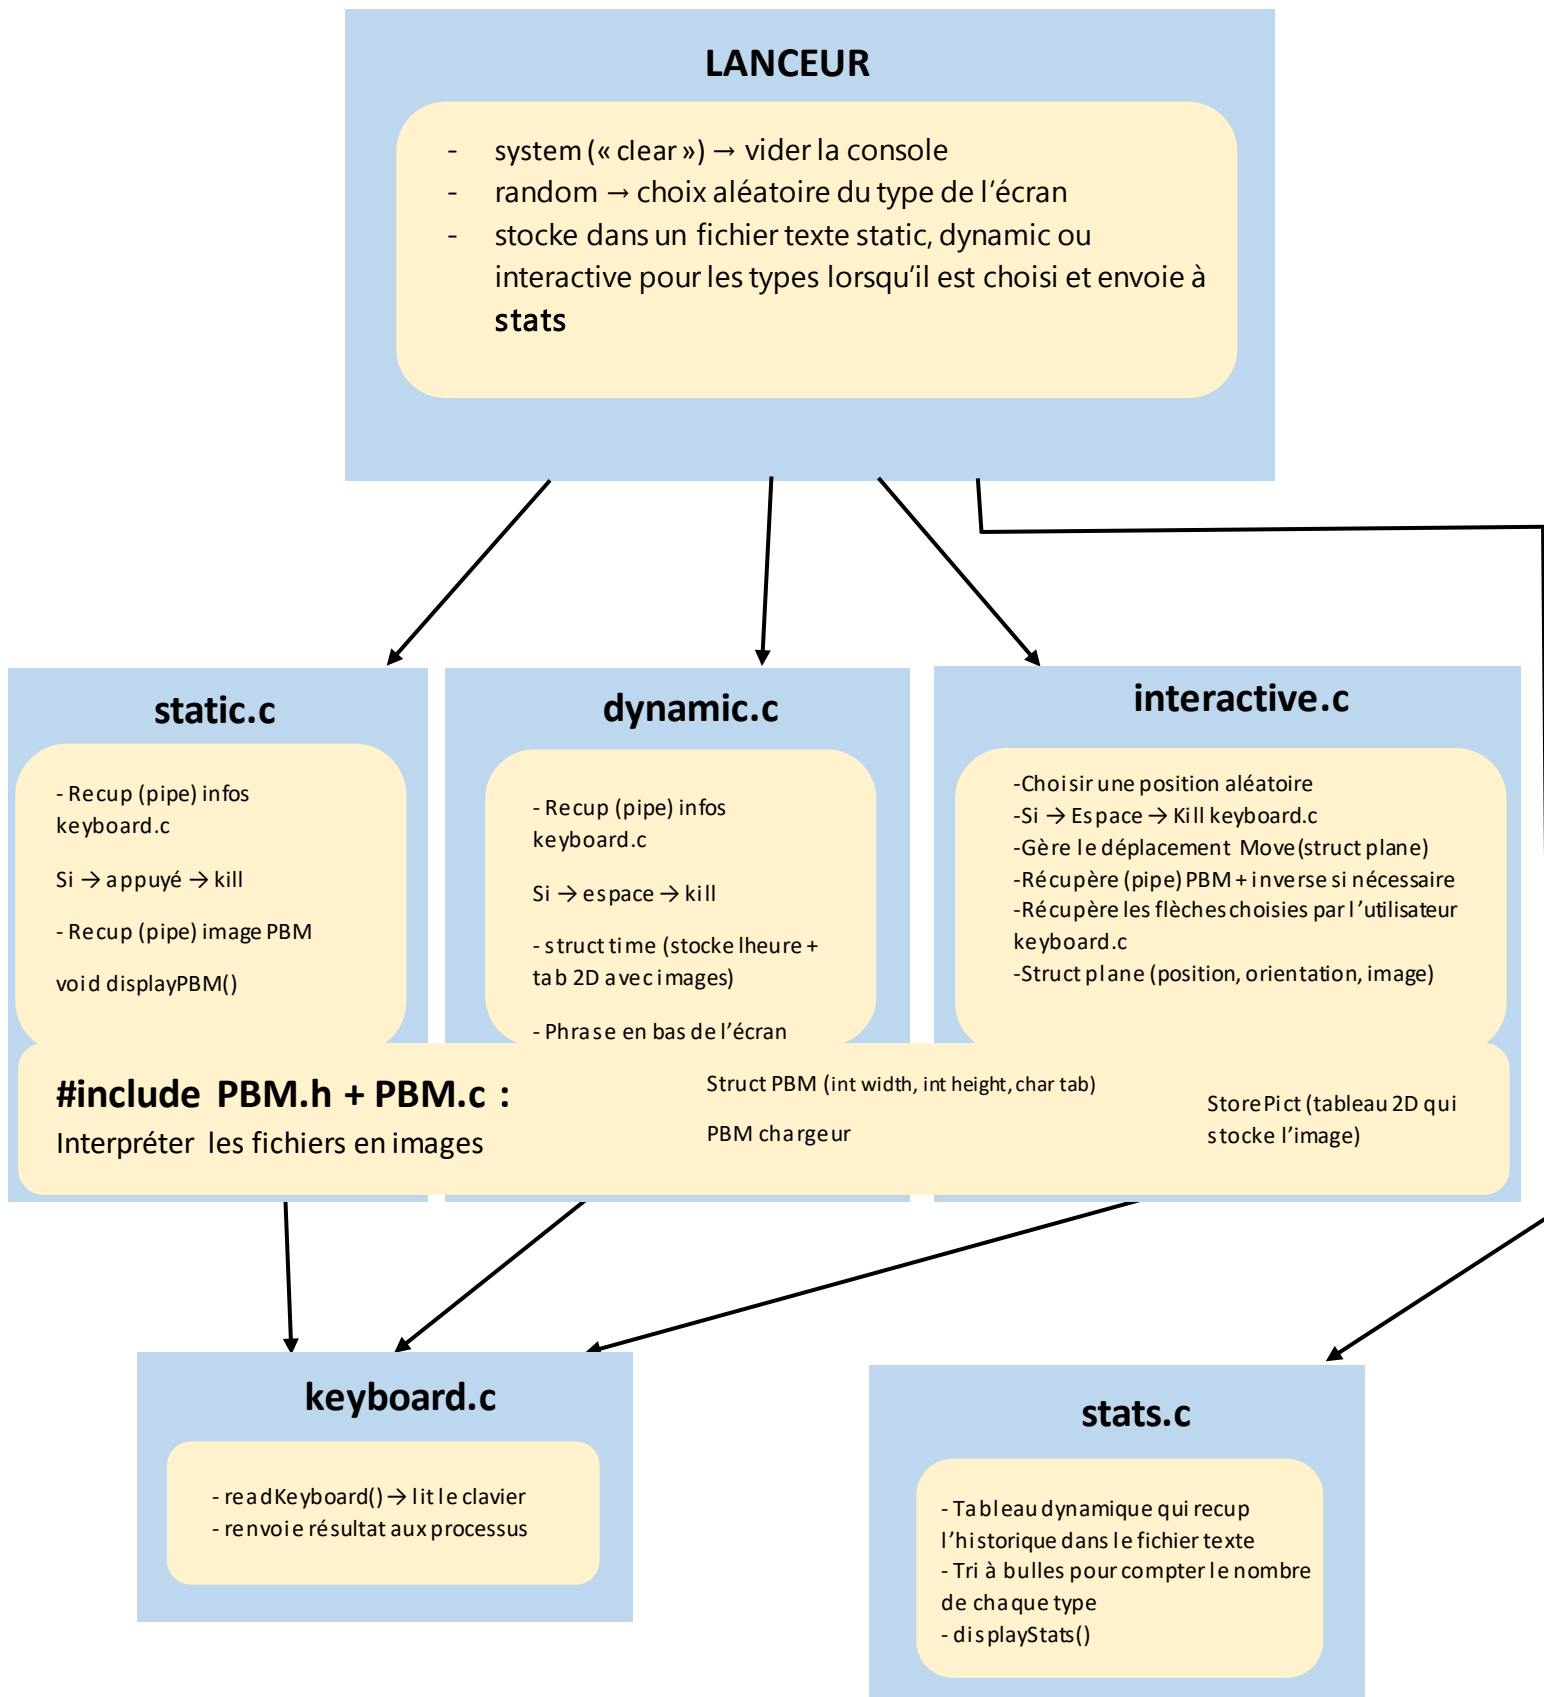 LANCEUR
- system (« clear ») → vider la console
- random → choix aléatoire du type de l’écran
- stocke dans un fichier texte static, dynamic ou
interactive pour les types lorsqu’il est choisi et envoie à
stats
static.c
- Recup (pipe) infos
keyboard.c
Si → appuyé → kill
- Recup (pipe) image PBM
void displayPBM()
dynamic.c
- Recup (pipe) infos
keyboard.c
Si → espace → kill
- struct time (stocke lheure +
tab 2D avec images)
- Phrase en bas de l’écran
interactive.c
-Choisir une position aléatoire
-Si → Espace → Kill keyboard.c
-Gère le déplacement Move(struct plane)
-Récupère (pipe) PBM + inverse si nécessaire
-Récupère les flèches choisies par l’utilisateur
keyboard.c
-Struct plane (position, orientation, image)
#include PBM.h + PBM.c :
Interpréter les fichiers en images
Struct PBM (int width, int height, char tab)
PBM chargeur
StorePict (tableau 2D qui
stocke l’image)
keyboard.c
- readKeyboard() → lit le clavier
- renvoie résultat aux processus
stats.c
- Tableau dynamique qui recup
l’historique dans le fichier texte
- Tri à bulles pour compter le nombre
de chaque type
- displayStats()